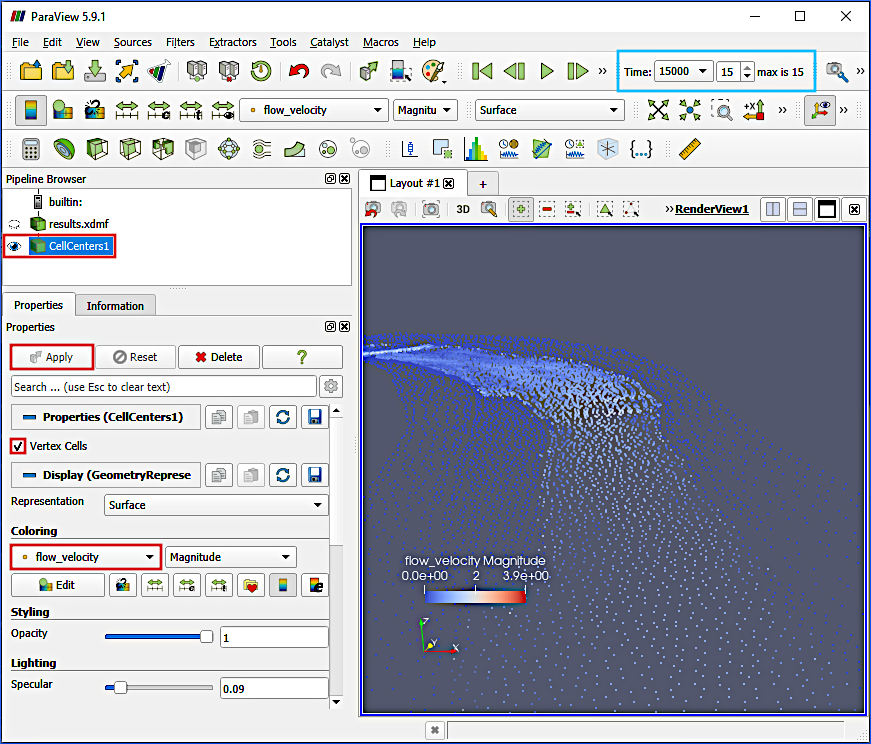 ParaView 5.9.1
File Edit View Sources Filters Extractors Tools Catalyst Macros Help
Time: 15000 15 max is 15
flow_velocity Magnitu Surface
Pipeline Browser
builtin:
results.xdmf
CellCenters1
Properties Information
Properties
Apply Reset Delete ?
Search ... (use Esc to clear text)
Properties (CellCenters1)
Vertex Cells
Display (GeometryReprese
Representation Surface
Coloring
flow_velocity Magnitude
Edit
Styling
Opacity 1
Lighting
Specular 0.09
Layout #1 +
3D RenderView1
flow_velocity Magnitude
0.0e+00 2 3.9e+00
Z
Y
X